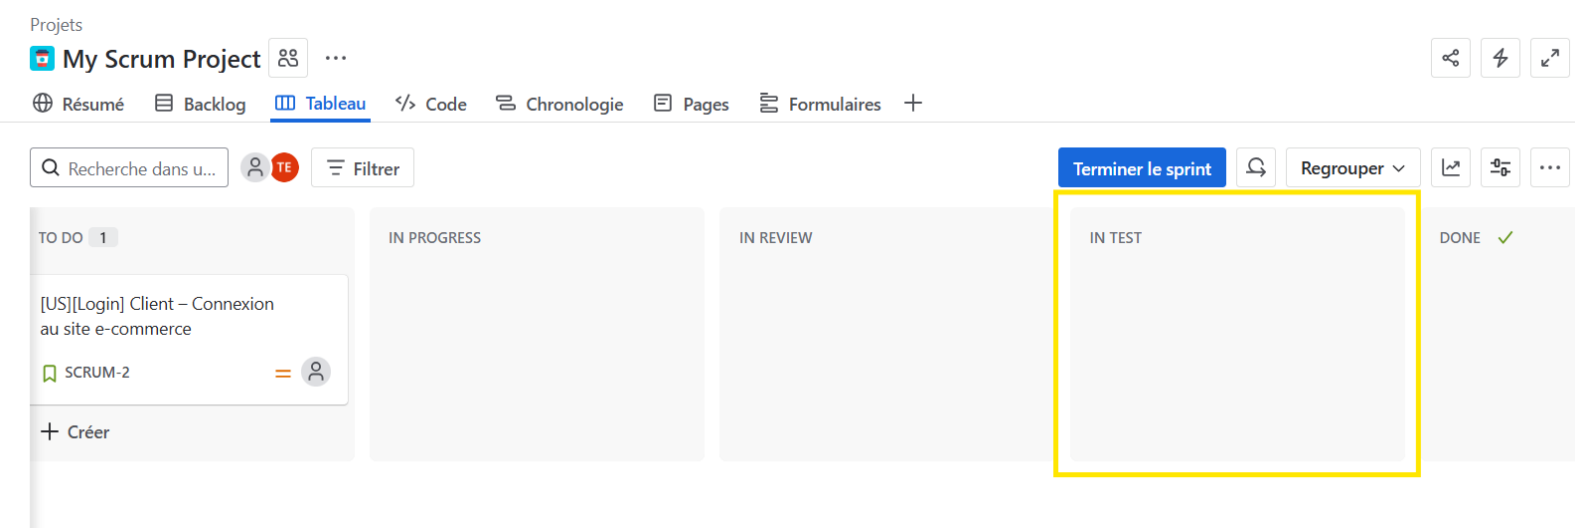 Projets
My Scrum Project
Résumé Backlog Tableau Code Chronologie Pages Formulaires
Recherche dans u... TE Filtrer Terminer le sprint Regrouper
TO DO 1 IN PROGRESS IN REVIEW IN TEST DONE
[US][Login] Client – Connexion
au site e-commerce
SCRUM-2
Créer